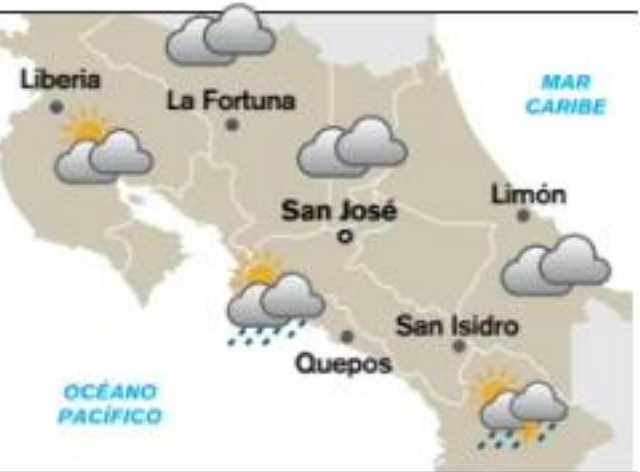 Liberia
La Fortuna
MAR
CARIBE
San José
Limón
San Isidro
Quepos
OCÉANO
PACÍFICO